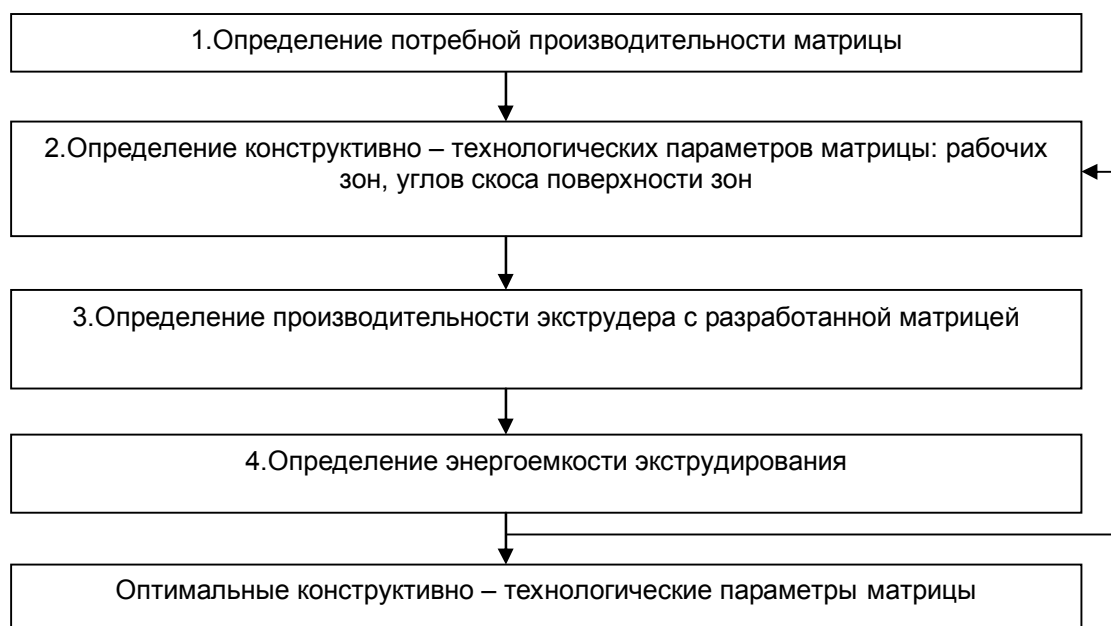 1.Определение потребной производительности матрицы
2.Определение конструктивно – технологических параметров матрицы: рабочих
зон, углов скоса поверхности зон
3.Определение производительности экструдера с разработанной матрицей
4.Определение энергоемкости экструдирования
Оптимальные конструктивно – технологические параметры матрицы